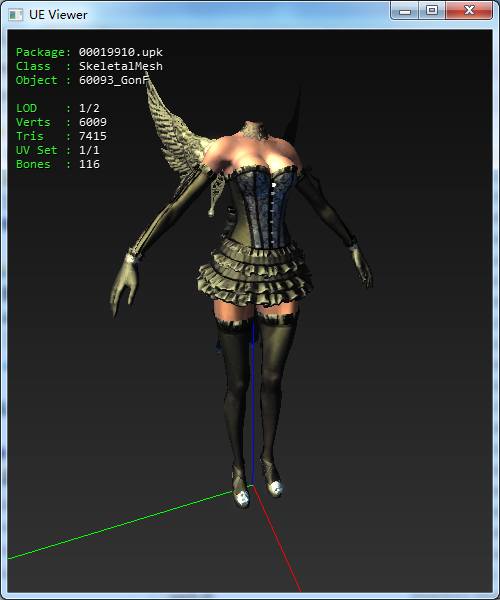 UE Viewer
Package: 00019910.upk
Class : SkeletalMesh
Object : 60093_GonF
LOD : 1/2
Verts : 6009
Tris : 7415
UV Set : 1/1
Bones : 116